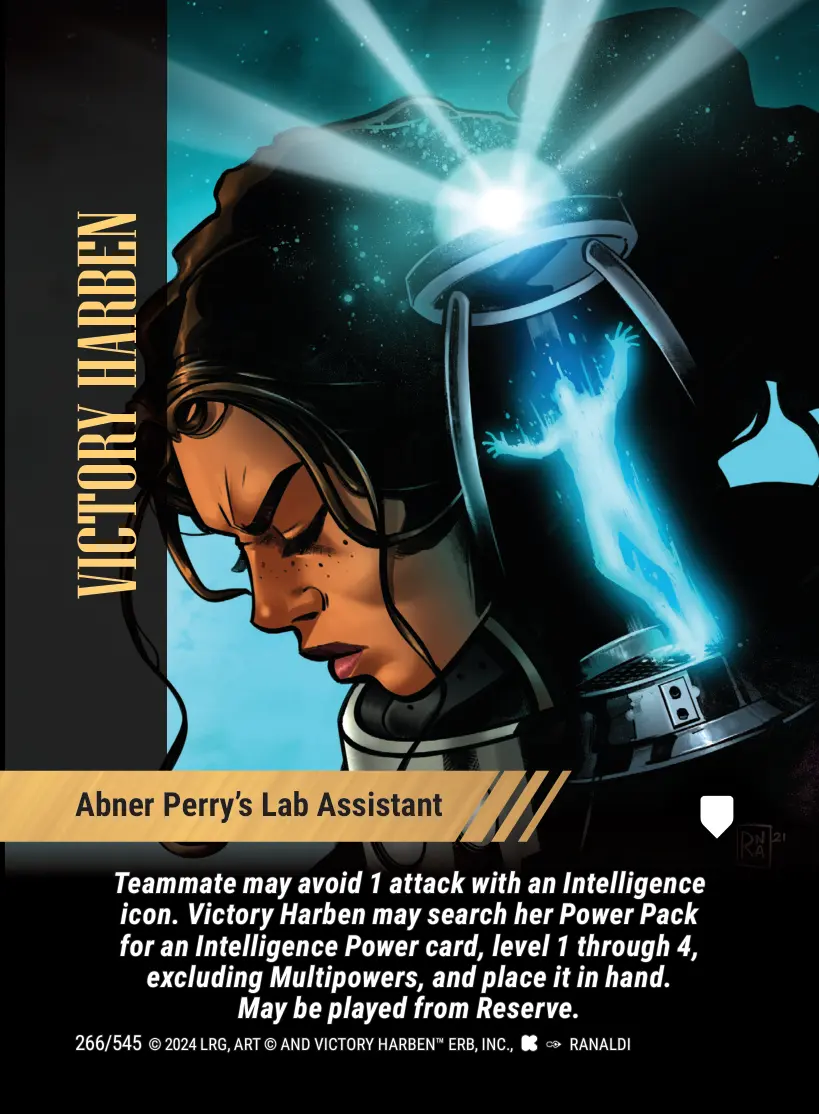 VICTORY HARBEN
Abner Perry's Lab Assistant
RNA 21
Teammate may avoid 1 attack with an Intelligence
icon. Victory Harben may search her Power Pack
for an Intelligence Power card, level 1 through 4,
excluding Multipowers, and place it in hand.
May be played from Reserve.
266/545 © 2024 LRG, ART © AND VICTORY HARBEN™ ERB, INC., RANALDI